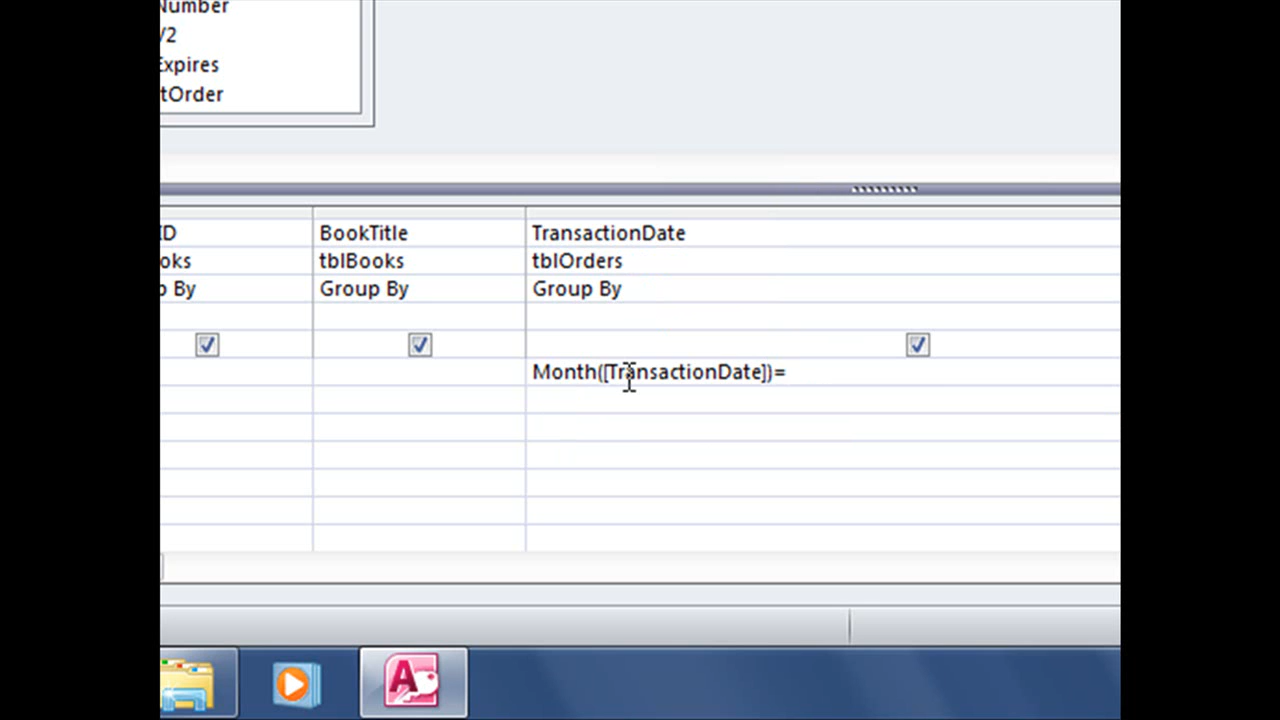 Number
/2
Expires
tOrder
ID BookTitle TransactionDate
oks tblBooks tblOrders
p By Group By Group By
Month([TransactionDate])=
A